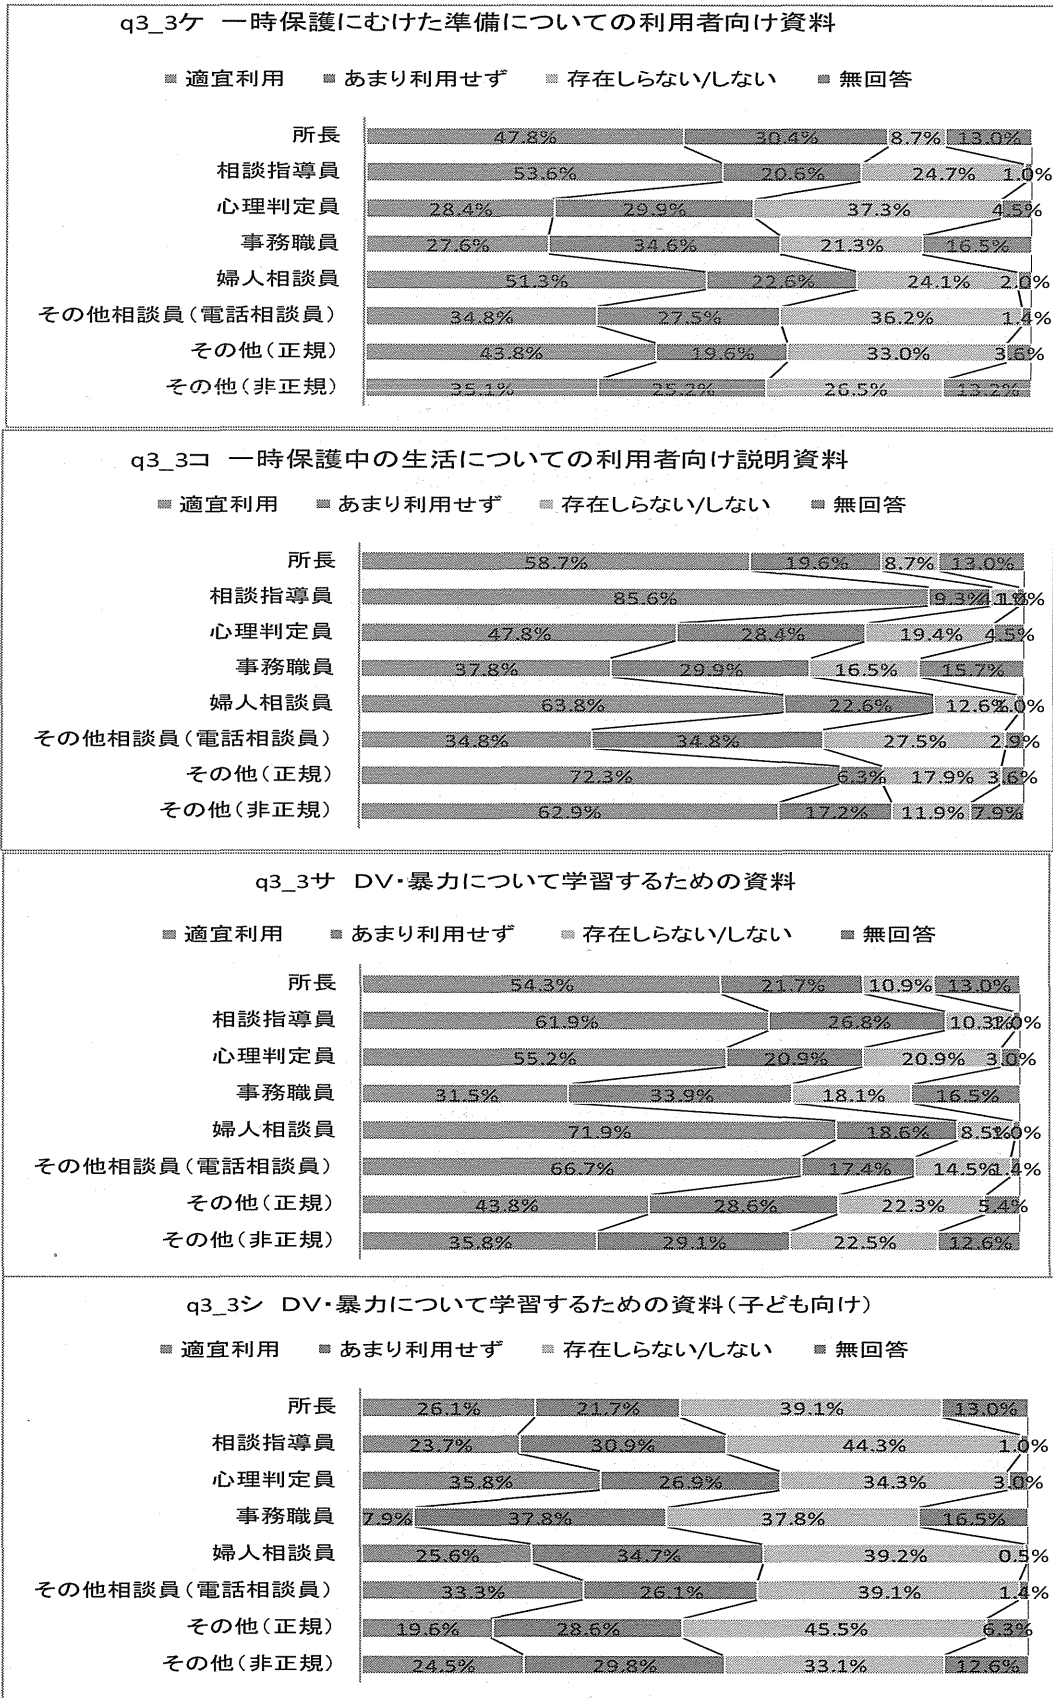 q3_3ケ 一時保護にむけた準備についての利用者向け資料
適宜利用 あまり利用せず 存在しらない/しない 無回答
所長 47.8% 30.4% 8.7% 13.0%
相談指導員 53.6% 20.6% 24.7% 1.0%
心理判定員 28.4% 29.9% 37.3% 4.5%
事務職員 27.6% 34.6% 21.3% 16.5%
婦人相談員 51.3% 22.6% 24.1% 2.0%
その他相談員(電話相談員) 34.8% 27.5% 36.2% 1.4%
その他(正規) 43.8% 19.6% 33.0% 3.6%
その他(非正規) 35.1% 25.2% 26.5% 13.2%
q3_3コ 一時保護中の生活についての利用者向け説明資料
適宜利用 あまり利用せず 存在しらない/しない 無回答
所長 58.7% 19.6% 8.7% 13.0%
相談指導員 85.6% 9.3% 4.1% 1.0%
心理判定員 47.8% 28.4% 19.4% 4.5%
事務職員 37.8% 29.9% 16.5% 15.7%
婦人相談員 63.8% 22.6% 12.6% 1.0%
その他相談員(電話相談員) 34.8% 34.8% 27.5% 2.9%
その他(正規) 72.3% 6.3% 17.9% 3.6%
その他(非正規) 62.9% 17.2% 11.9% 7.9%
q3_3サ DV・暴力について学習するための資料
適宜利用 あまり利用せず 存在しらない/しない 無回答
所長 54.3% 21.7% 10.9% 13.0%
相談指導員 61.9% 26.8% 10.3% 1.0%
心理判定員 55.2% 20.9% 20.9% 3.0%
事務職員 31.5% 33.9% 18.1% 16.5%
婦人相談員 71.9% 18.6% 8.5% 1.0%
その他相談員(電話相談員) 66.7% 17.4% 14.5% 1.4%
その他(正規) 43.8% 28.6% 22.3% 5.4%
その他(非正規) 35.8% 29.1% 22.5% 12.6%
q3_3シ DV・暴力について学習するための資料(子ども向け)
適宜利用 あまり利用せず 存在しらない/しない 無回答
所長 26.1% 21.7% 39.1% 13.0%
相談指導員 23.7% 30.9% 44.3% 1.0%
心理判定員 35.8% 26.9% 34.3% 3.0%
事務職員 7.9% 37.8% 37.8% 16.5%
婦人相談員 25.6% 34.7% 39.2% 0.5%
その他相談員(電話相談員) 33.3% 26.1% 39.1% 1.4%
その他(正規) 19.6% 28.6% 45.5% 6.3%
その他(非正規) 24.5% 29.8% 33.1% 12.6%